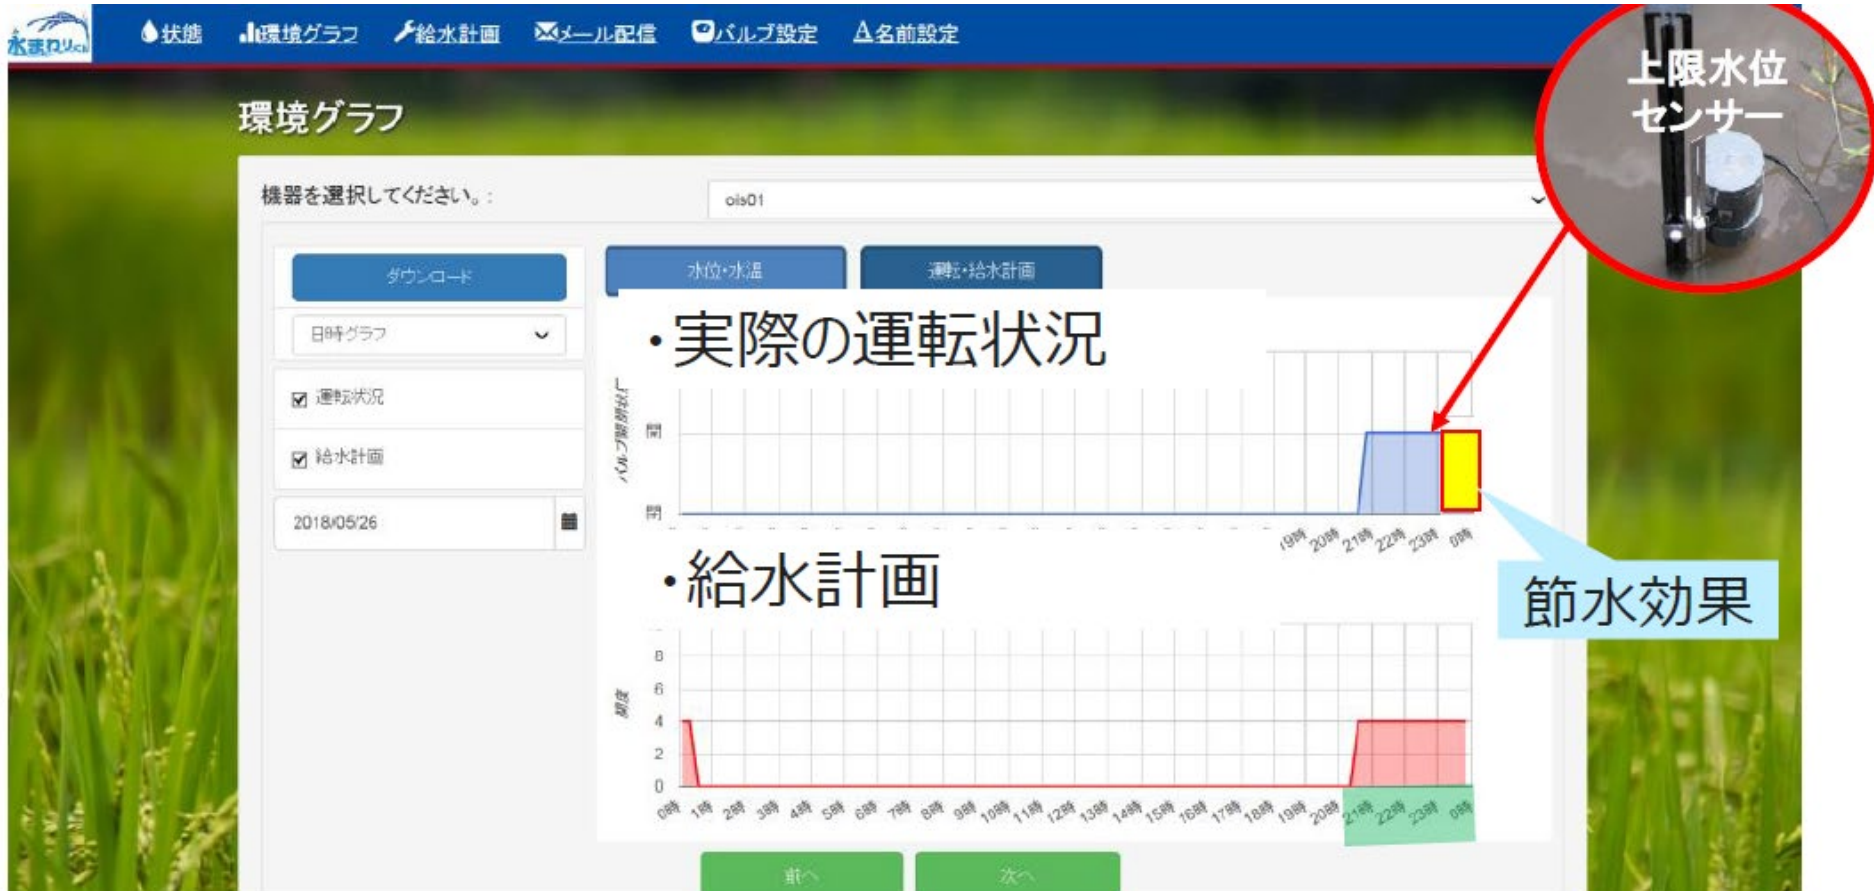 水まわりくん
状態
環境グラフ
給水計画
メール配信
バルブ設定
A名前設定
上限水位
センサー
環境グラフ
機器を選択してください。:
ois01
ダウンロード
水位・水温
運転・給水計画
日時グラフ
・実際の運転状況
運転状況
給水計画
2018/05/26
開
閉
19時 20時 21時 22時 23時 0時
節水効果
・給水計画
開度
8
6
4
2
0
0時 1時 2時 3時 4時 5時 6時 7時 8時 9時 10時 11時 12時 13時 14時 15時 16時 17時 18時 19時 20時 21時 22時 23時 0時
前へ
次へ